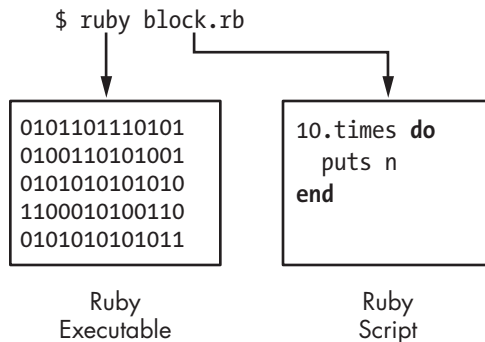 $ ruby block.rb
0101101110101
0100110101001
0101010101010
1100010100110
0101010101011
Ruby
Executable
10.times do
  puts n
end
Ruby
Script